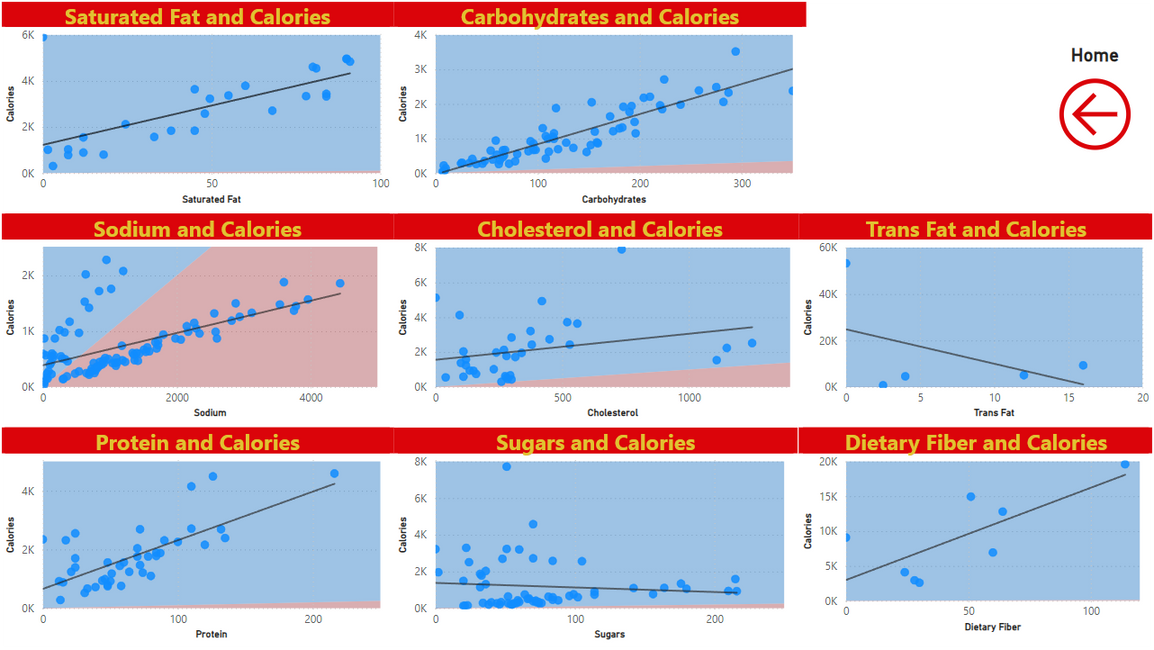 Saturated Fat and Calories
Calories
6K
4K
2K
0K
0 50 100
Saturated Fat
Carbohydrates and Calories
Calories
4K
3K
2K
1K
0K
0 100 200 300
Carbohydrates
Home
Sodium and Calories
Calories
2K
1K
0K
0 2000 4000
Sodium
Cholesterol and Calories
Calories
8K
6K
4K
2K
0K
0 500 1000
Cholesterol
Trans Fat and Calories
Calories
60K
40K
20K
0K
0 5 10 15 20
Trans Fat
Protein and Calories
Calories
4K
2K
0K
0 100 200
Protein
Sugars and Calories
Calories
8K
6K
4K
2K
0K
0 100 200
Sugars
Dietary Fiber and Calories
Calories
20K
15K
10K
5K
0K
0 50 100
Dietary Fiber